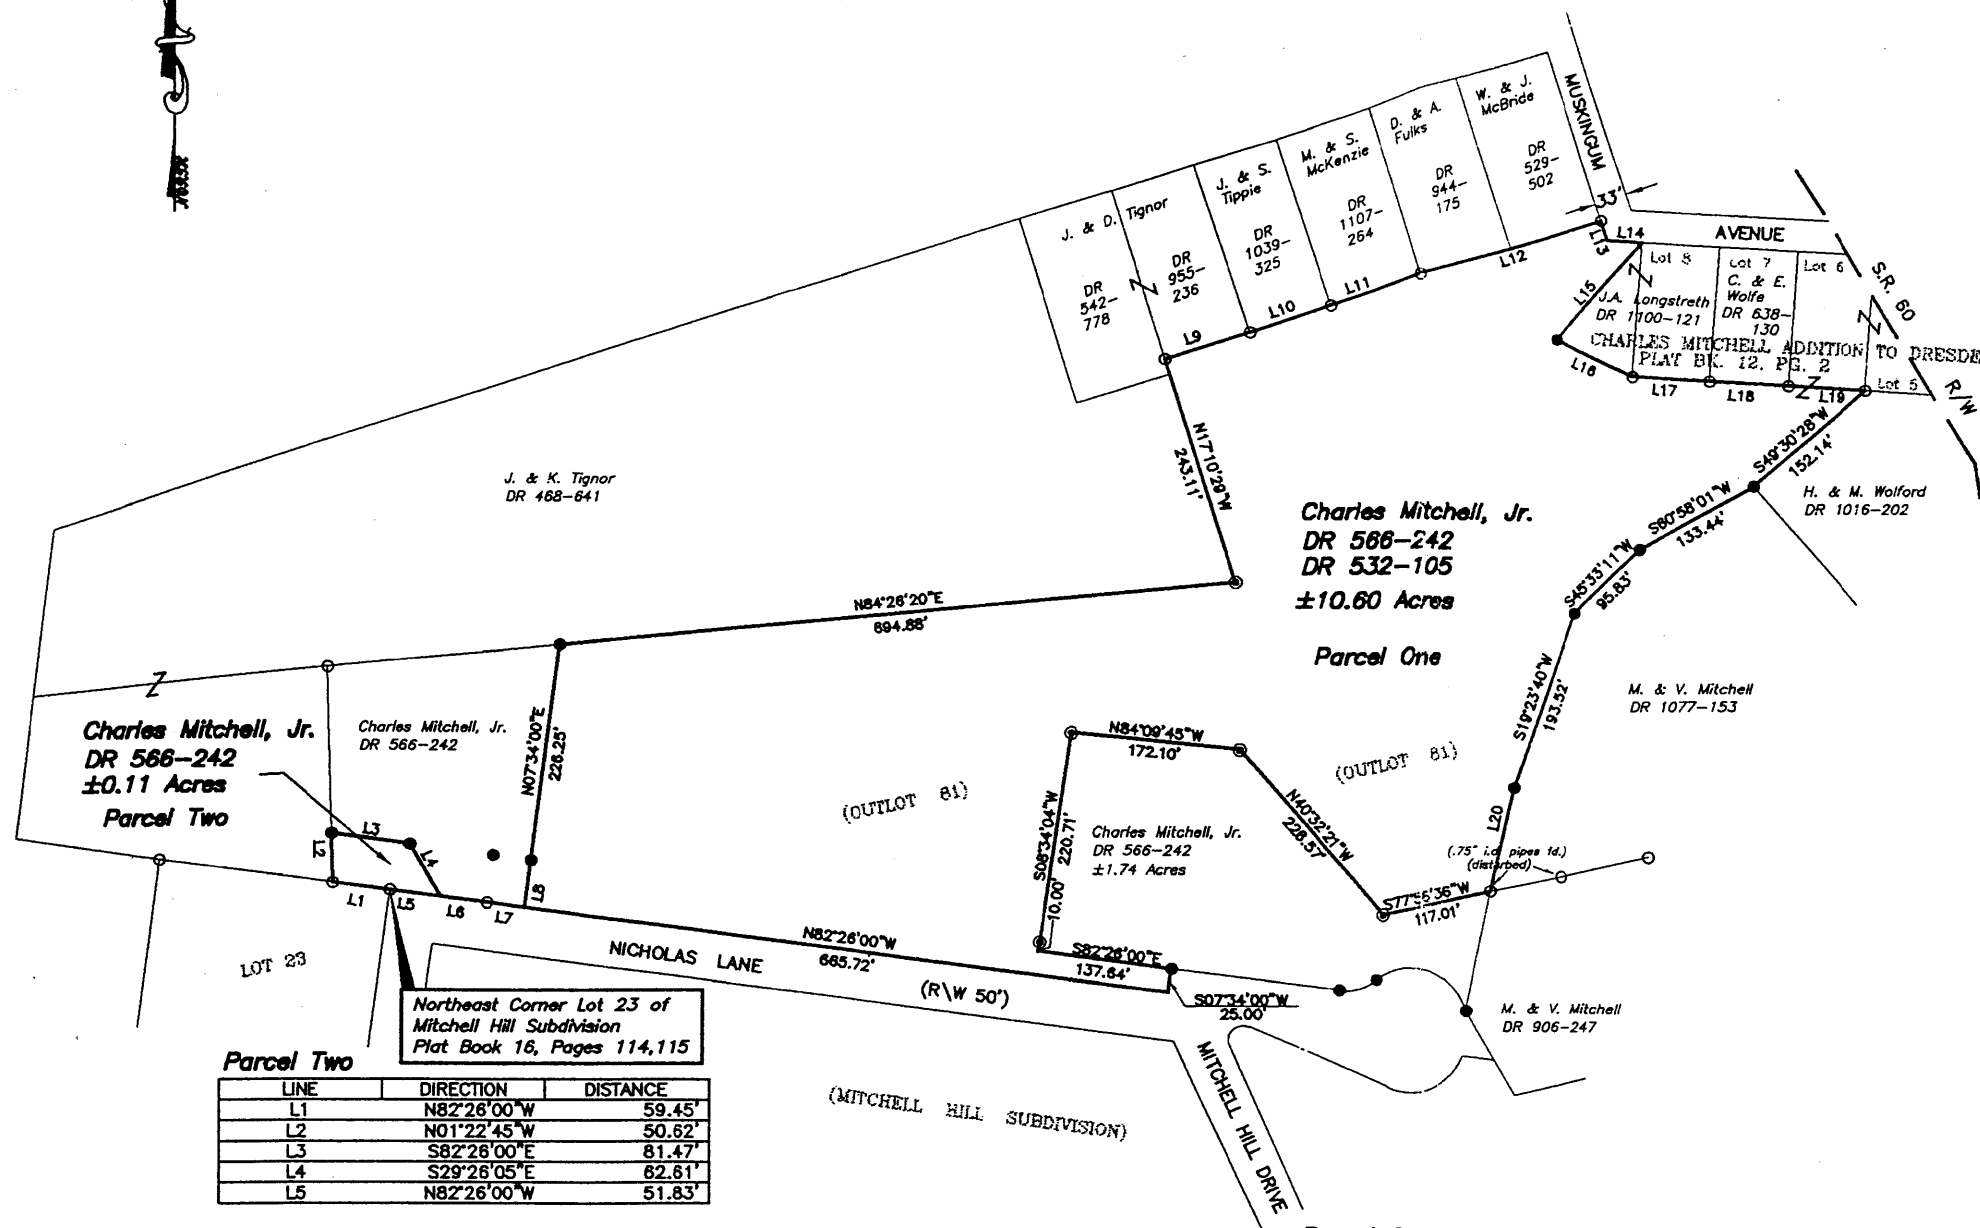 MUSKINGUM
33'
AVENUE
S.R. 60
R/W
W. & J.
McBride
DR
529-
502
D. & A.
Fulks
DR
944-
175
M. & S.
McKenzie
DR
1107-
264
J. & S.
Tippie
DR
1039-
325
J. & D. Tignor
DR
955-
236
DR
542-
778
L9
L10
L11
L12
L13
L14
L15
L16
L17
L18
L19
Lot 8
Lot 7
Lot 6
Lot 5
J.A. Longstreth
DR 1100-121
C. & E.
Wolfe
DR 638-
130
CHARLES MITCHELL ADDITION TO DRESDE
PLAT BK. 12, PG. 2
J. & K. Tignor
DR 468-641
N17°10'29"W
243.11'
Charles Mitchell, Jr.
DR 566-242
DR 532-105
±10.60 Acres
Parcel One
S49°30'28"W
152.14'
S60°58'01"W
133.44'
S45°33'11"W
95.83'
H. & M. Wolford
DR 1016-202
N84°26'20"E
694.88'
M. & V. Mitchell
DR 1077-153
S19°23'40"W
193.52'
Charles Mitchell, Jr.
DR 566-242
±0.11 Acres
Parcel Two
Charles Mitchell, Jr.
DR 566-242
N07°34'00"E
226.25'
(OUTLOT 81)
(OUTLOT 81)
N84°09'45"W
172.10'
N40°32'21"W
228.57'
S08°34'04"W
220.71'
10.00'
Charles Mitchell, Jr.
DR 566-242
±1.74 Acres
L20
(.75" i.d. pipes fd.)
(disturbed)
S77°56'36"W
117.01'
L2
L3
L4
L1
L5
L6
L7
L8
N82°26'00"W
665.72'
S82°26'00"E
137.64'
S07°34'00"W
25.00'
NICHOLAS LANE
(R\W 50')
LOT 23
Northeast Corner Lot 23 of
Mitchell Hill Subdivision
Plat Book 16, Pages 114,115
M. & V. Mitchell
DR 906-247
MITCHELL HILL DRIVE
(MITCHELL HILL SUBDIVISION)
Parcel Two
LINE DIRECTION DISTANCE
L1 N82°26'00"W 59.45'
L2 N01°22'45"W 50.62'
L3 S82°26'00"E 81.47'
L4 S29°26'05"E 62.61'
L5 N82°26'00"W 51.83'